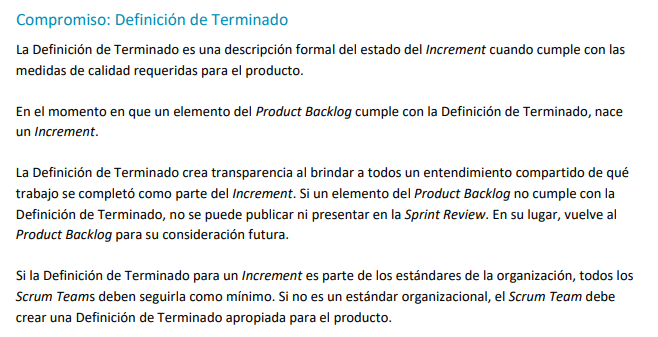 Compromiso: Definición de Terminado
La Definición de Terminado es una descripción formal del estado del Increment cuando cumple con las
medidas de calidad requeridas para el producto.
En el momento en que un elemento del Product Backlog cumple con la Definición de Terminado, nace
un Increment.
La Definición de Terminado crea transparencia al brindar a todos un entendimiento compartido de qué
trabajo se completó como parte del Increment. Si un elemento del Product Backlog no cumple con la
Definición de Terminado, no se puede publicar ni presentar en la Sprint Review. En su lugar, vuelve al
Product Backlog para su consideración futura.
Si la Definición de Terminado para un Increment es parte de los estándares de la organización, todos los
Scrum Teams deben seguirla como mínimo. Si no es un estándar organizacional, el Scrum Team debe
crear una Definición de Terminado apropiada para el producto.